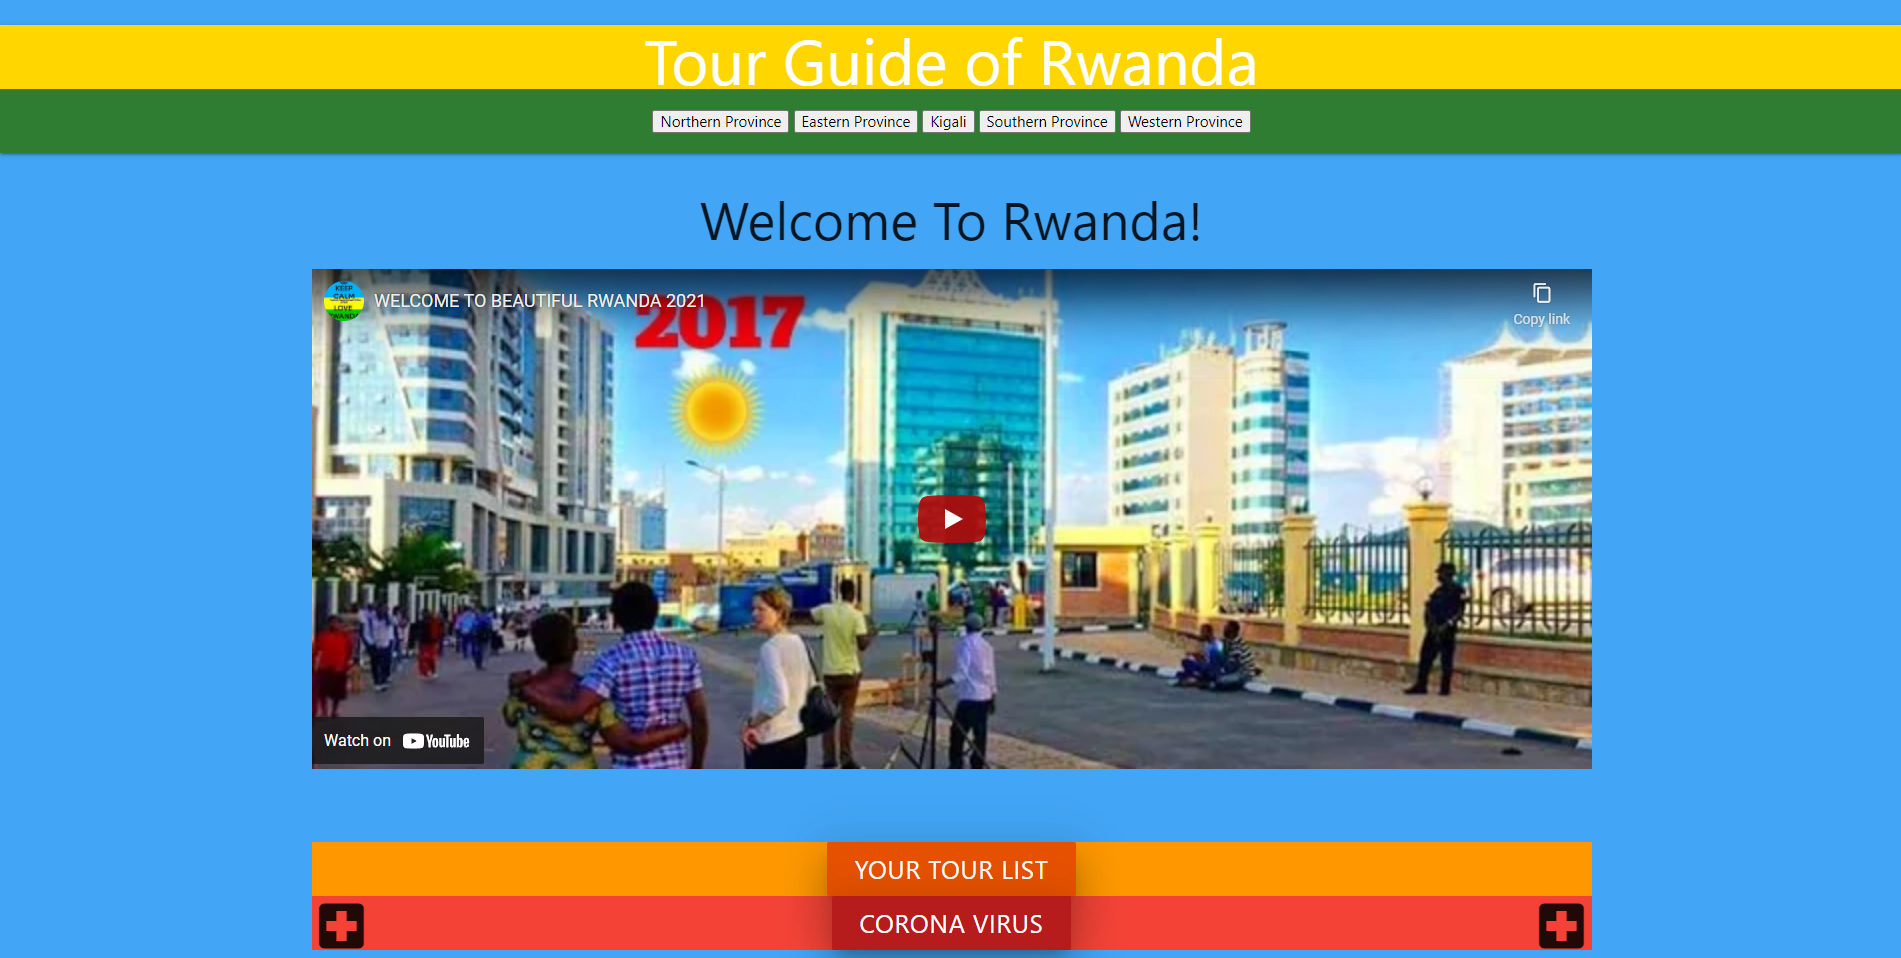 Tour Guide of Rwanda
Northern Province Eastern Province Kigali Southern Province Western Province
Welcome To Rwanda!
KEEP
CALM
LOVE
RWANDA
WELCOME TO BEAUTIFUL RWANDA 2021
Copy link
2017
Watch on YouTube
YOUR TOUR LIST
CORONA VIRUS